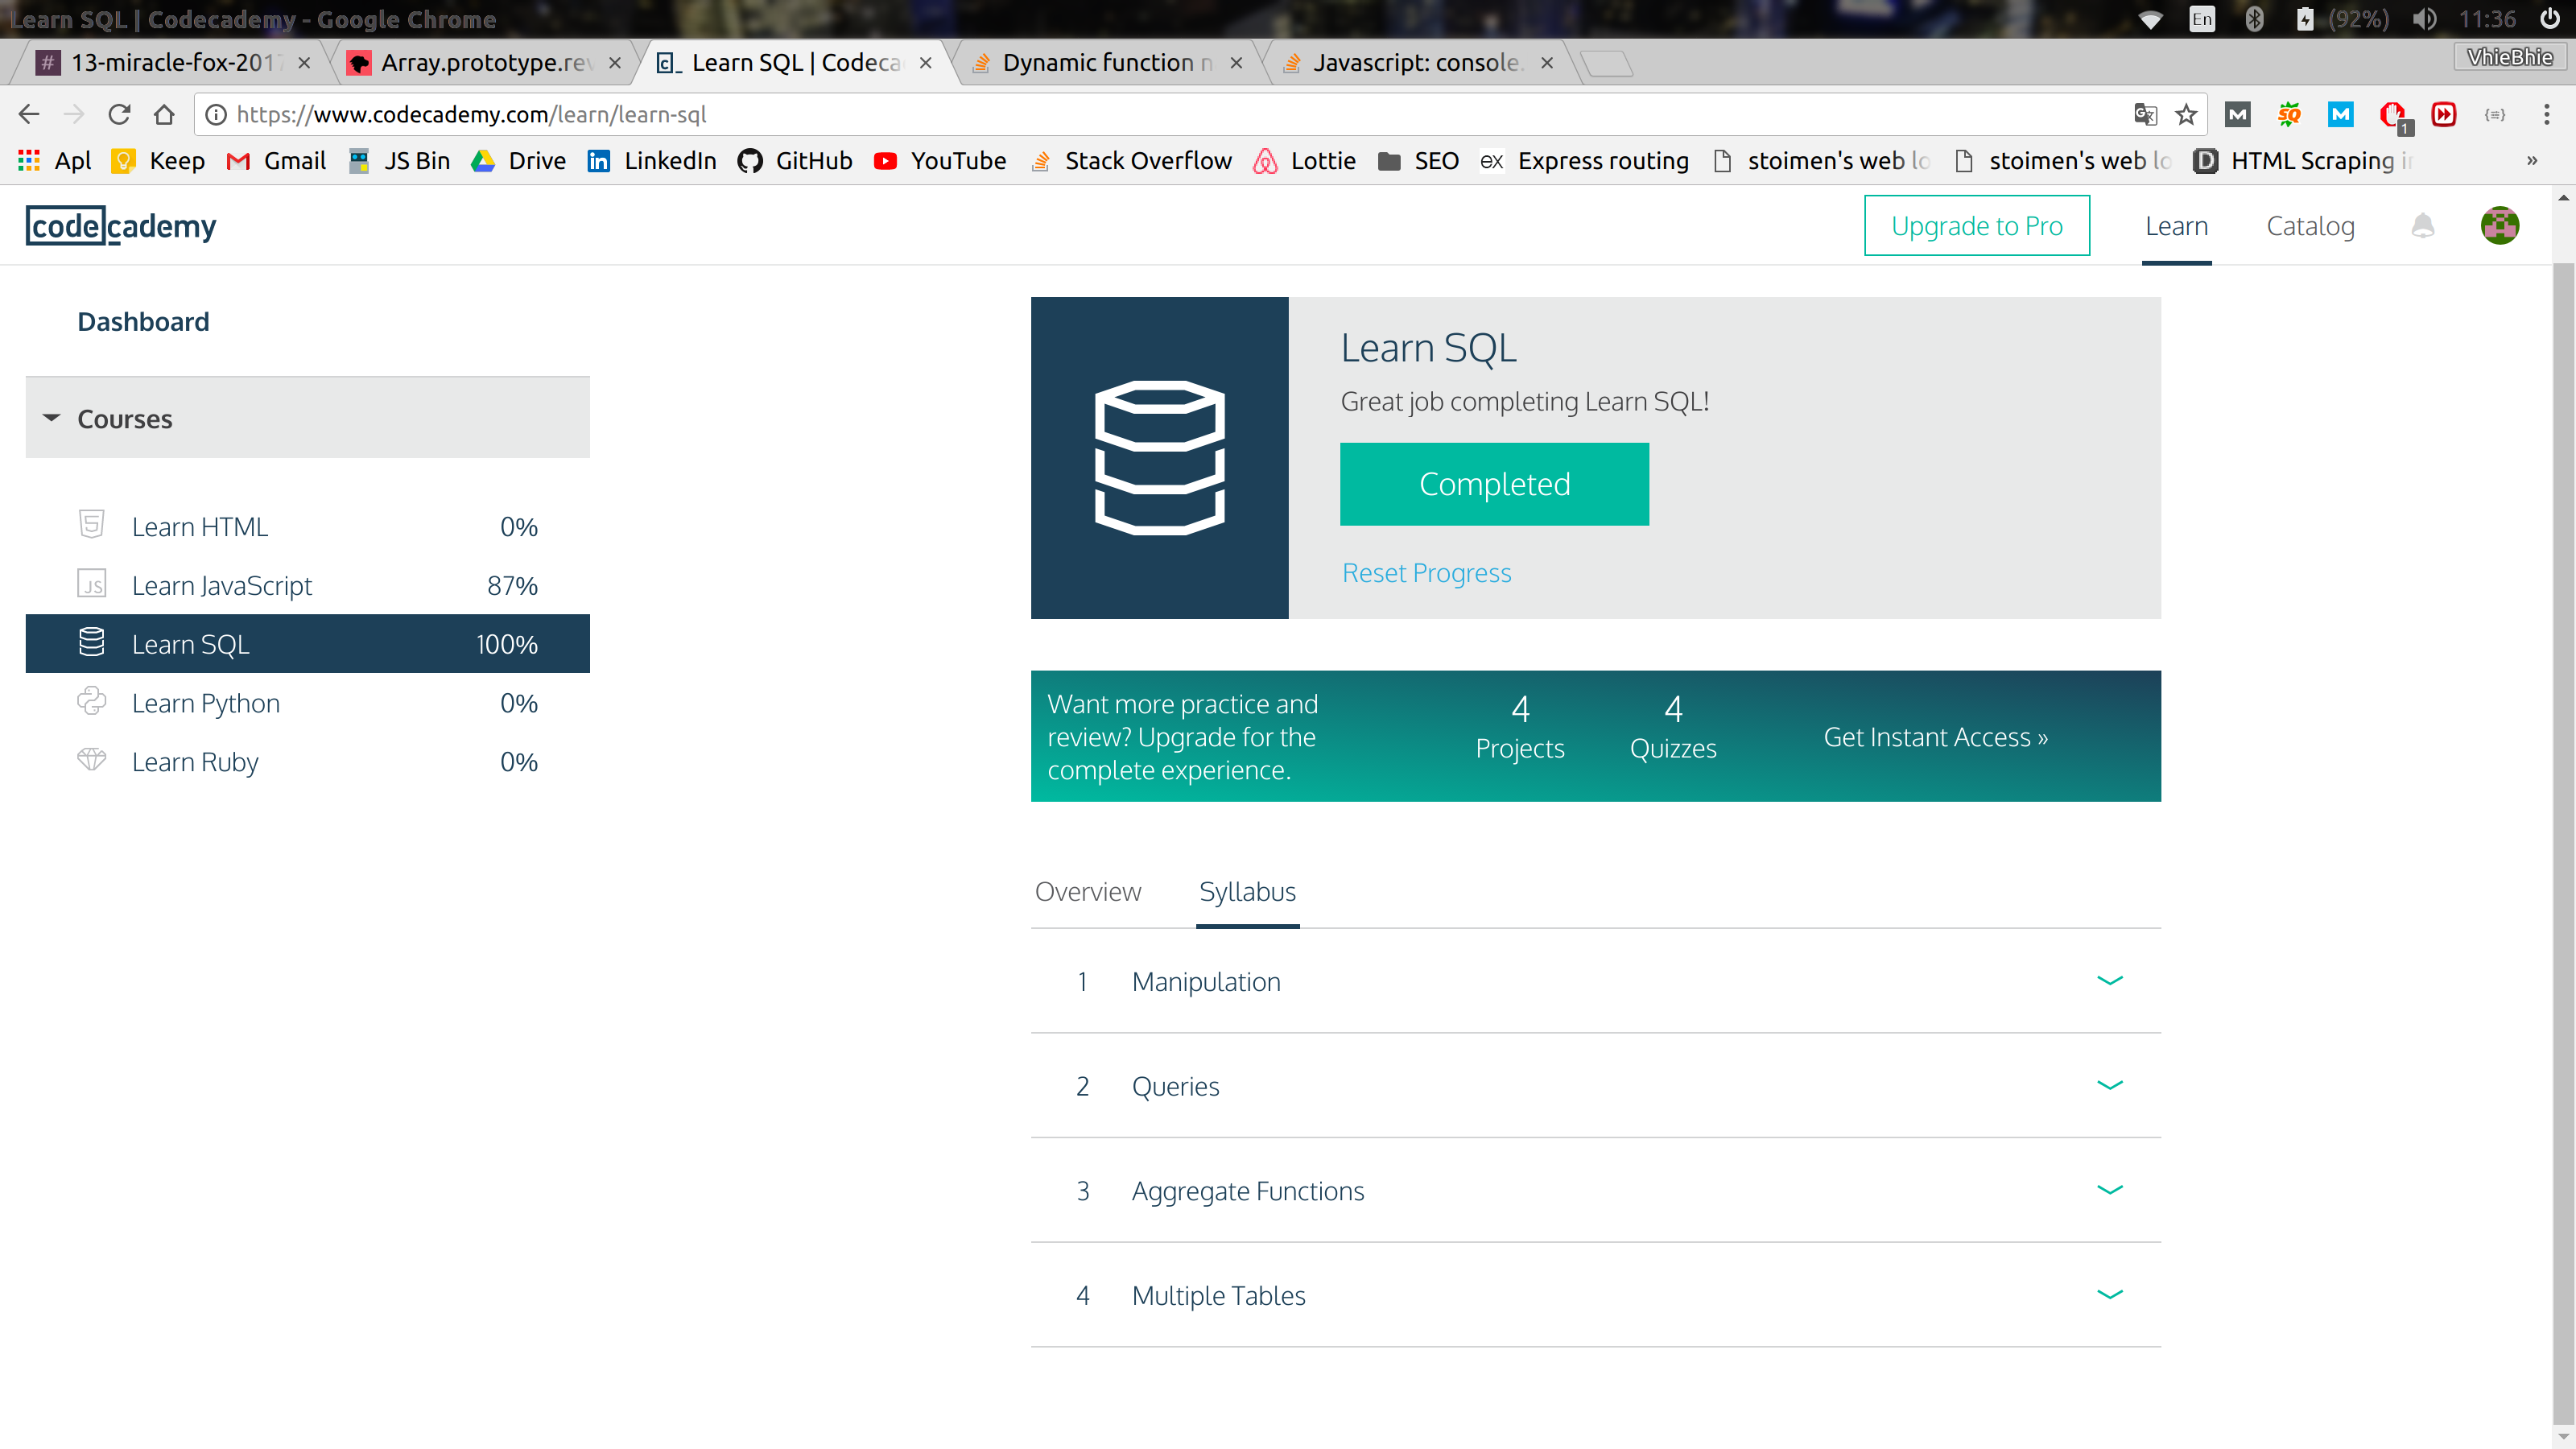 Learn SQL | Codecademy - Google Chrome
En
(92%)
11:36
13-miracle-fox-2017
Array.prototype.rev
Learn SQL | Codeca
Dynamic function n
Javascript: console.
VhieBhie
https://www.codecademy.com/learn/learn-sql
1
Apl
Keep
Gmail
JS Bin
Drive
LinkedIn
GitHub
YouTube
Stack Overflow
Lottie
SEO
ex
Express routing
stoimen's web lo
stoimen's web lo
HTML Scraping in
»
codecademy
Upgrade to Pro
Learn
Catalog
Dashboard
Courses
Learn HTML 0%
Learn JavaScript 87%
Learn SQL 100%
Learn Python 0%
Learn Ruby 0%
Learn SQL
Great job completing Learn SQL!
Completed
Reset Progress
Want more practice and
review? Upgrade for the
complete experience.
4
Projects
4
Quizzes
Get Instant Access »
Overview
Syllabus
1 Manipulation
2 Queries
3 Aggregate Functions
4 Multiple Tables